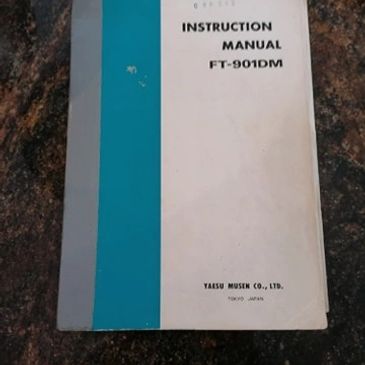 INSTRUCTION
MANUAL
FT-901DM
YAESU MUSEN CO., LTD.
TOKYO JAPAN